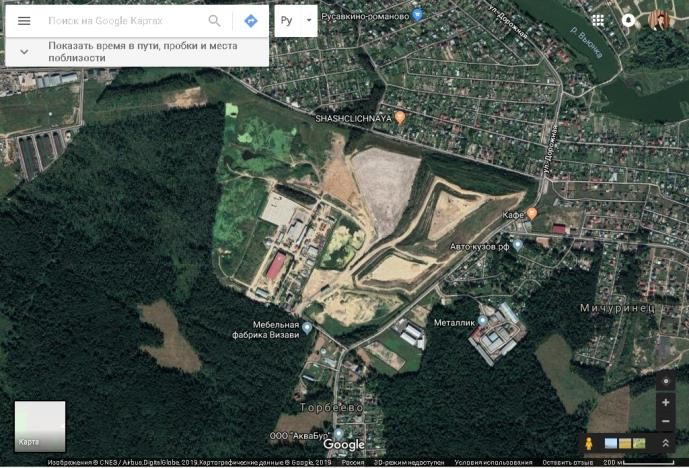 Поиск на Google Картах
Ру
Показать время в пути, пробки и места
поблизости
Русавкино-романово
ул. Дорожная
р. Вьюнка
SHASHCLICHNAYA
ул. Дорожная
Кафе
Авто-кузов.рф
Мичуринец
Металлик
Мебельная
фабрика Визави
Торбеево
ООО "АкваБур"
Карта
Google
Изображения © CNES / Airbus, DigitalGlobe, 2019, Картографические данные © Google, 2019 Россия 3D-режим недоступен Условия использования Оставить отзыв 200 м